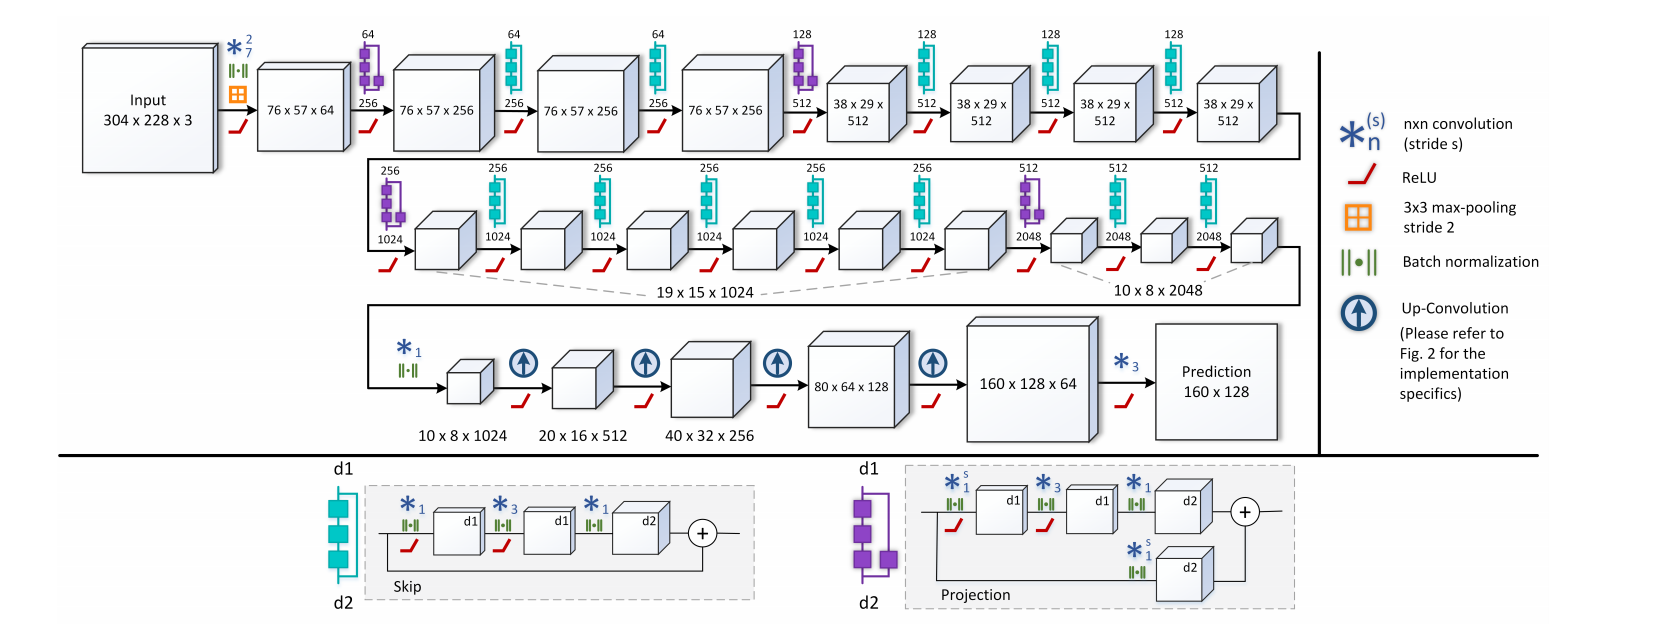 Input
304 x 228 x 3
2
7
76 x 57 x 64
64
256
76 x 57 x 256
64
256
76 x 57 x 256
64
256
76 x 57 x 256
128
512
38 x 29 x
512
128
512
38 x 29 x
512
128
512
38 x 29 x
512
128
512
38 x 29 x
512
256
1024
256
1024
256
1024
256
1024
256
1024
256
1024
512
2048
512
2048
512
2048
19 x 15 x 1024
10 x 8 x 2048
1
10 x 8 x 1024
20 x 16 x 512
40 x 32 x 256
80 x 64 x 128
160 x 128 x 64
3
Prediction
160 x 128
(s)
n
nxn convolution
(stride s)
ReLU
3x3 max-pooling
stride 2
Batch normalization
Up-Convolution
(Please refer to
Fig. 2 for the
implementation
specifics)
d1
d2
1
d1
3
d1
1
d2
+
Skip
d1
d2
s
1
d1
3
d1
1
d2
+
s
1
d2
Projection